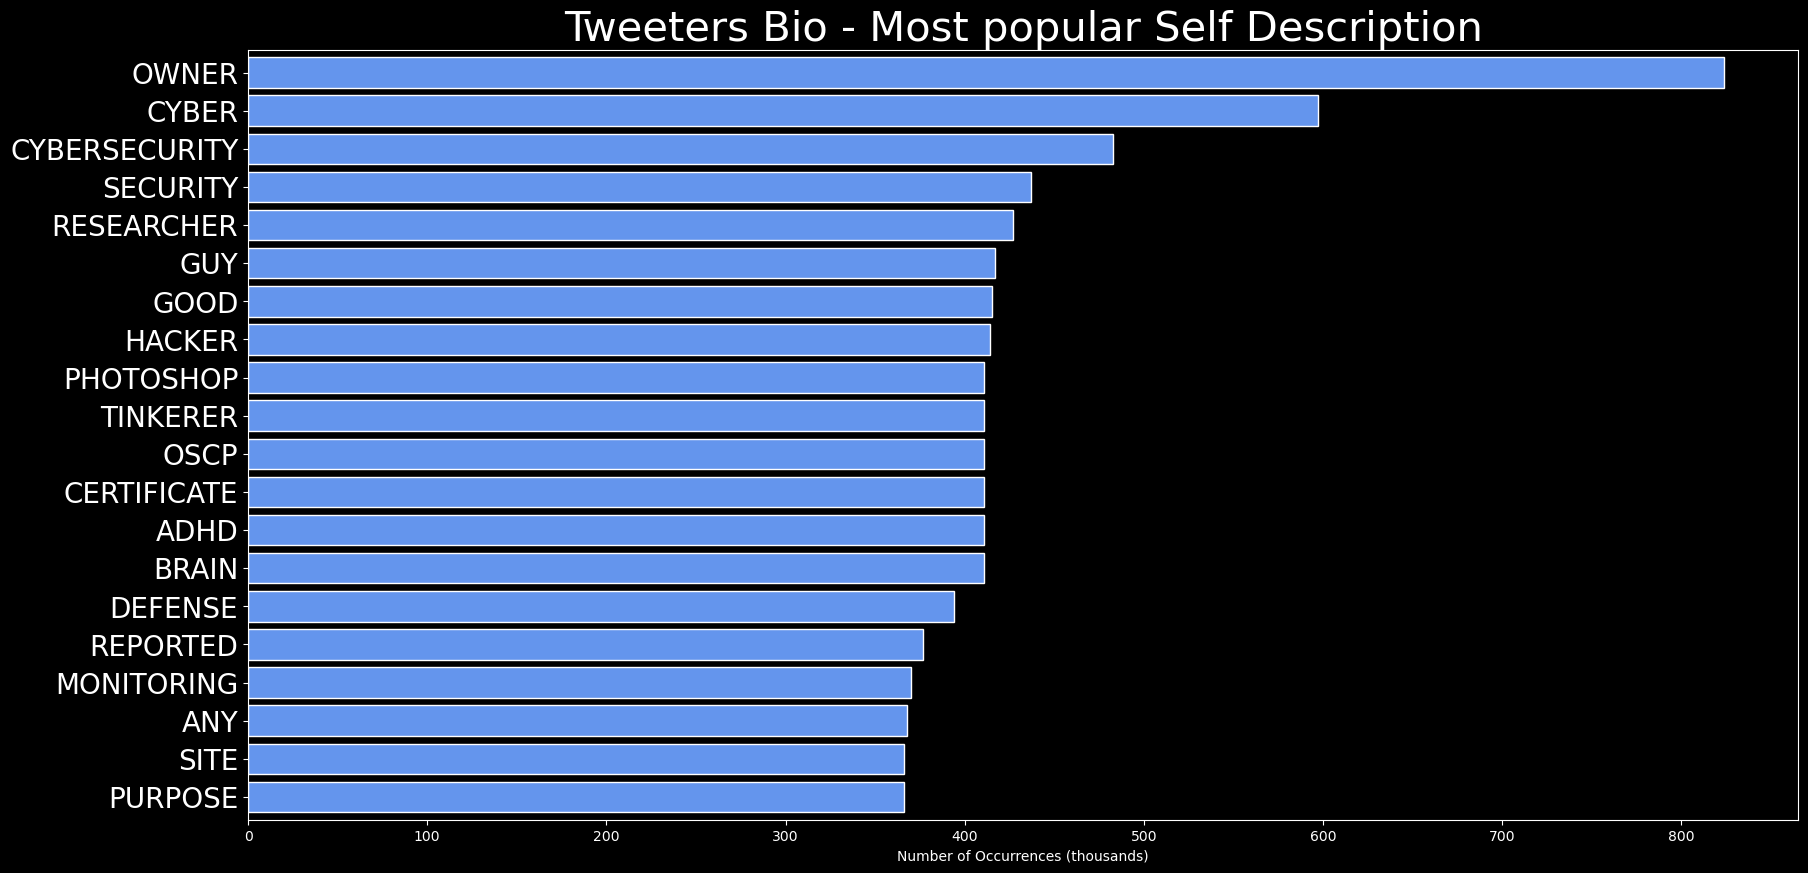 Tweeters Bio - Most popular Self Description
OWNER
CYBER
CYBERSECURITY
SECURITY
RESEARCHER
GUY
GOOD
HACKER
PHOTOSHOP
TINKERER
OSCP
CERTIFICATE
ADHD
BRAIN
DEFENSE
REPORTED
MONITORING
ANY
SITE
PURPOSE
0 100 200 300 400 500 600 700 800
Number of Occurrences (thousands)